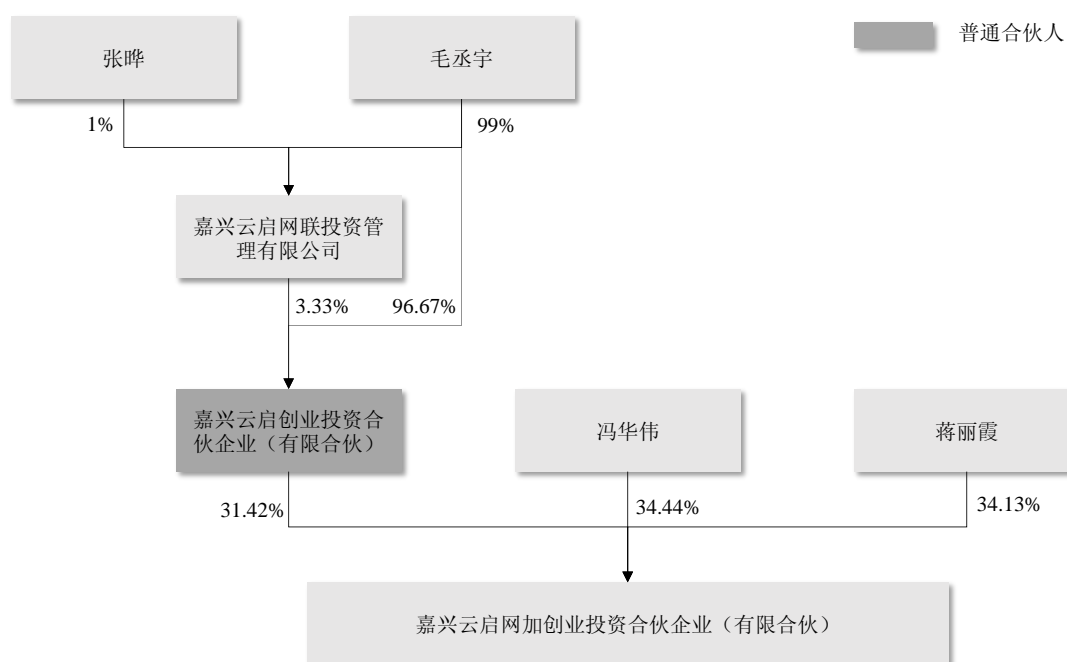 张晔
毛丞宇
普通合伙人
1%
99%
嘉兴云启网联投资管
理有限公司
3.33%
96.67%
嘉兴云启创业投资合
伙企业（有限合伙）
冯华伟
蒋丽霞
31.42%
34.44%
34.13%
嘉兴云启网加创业投资合伙企业（有限合伙）